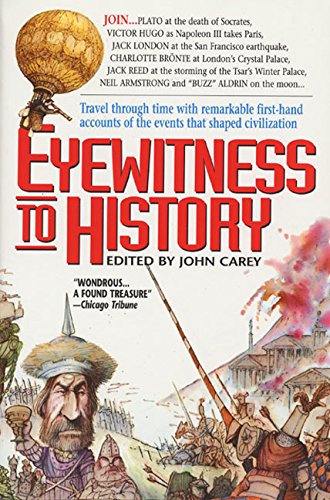 JOIN...PLATO at the death of Socrates,
VICTOR HUGO as Napoleon III takes Paris,
JACK LONDON at the San Francisco earthquake,
CHARLOTTE BRÖNTE at London's Crystal Palace,
JACK REED at the storming of the Tsar's Winter Palace,
NEIL ARMSTRONG and "BUZZ" ALDRIN on the moon...
Travel through time with remarkable first-hand
accounts of the events that shaped civilization
EYEWITNESS
TO HISTORY
EDITED BY JOHN CAREY
"WONDROUS...
A FOUND TREASURE"
—Chicago Tribune